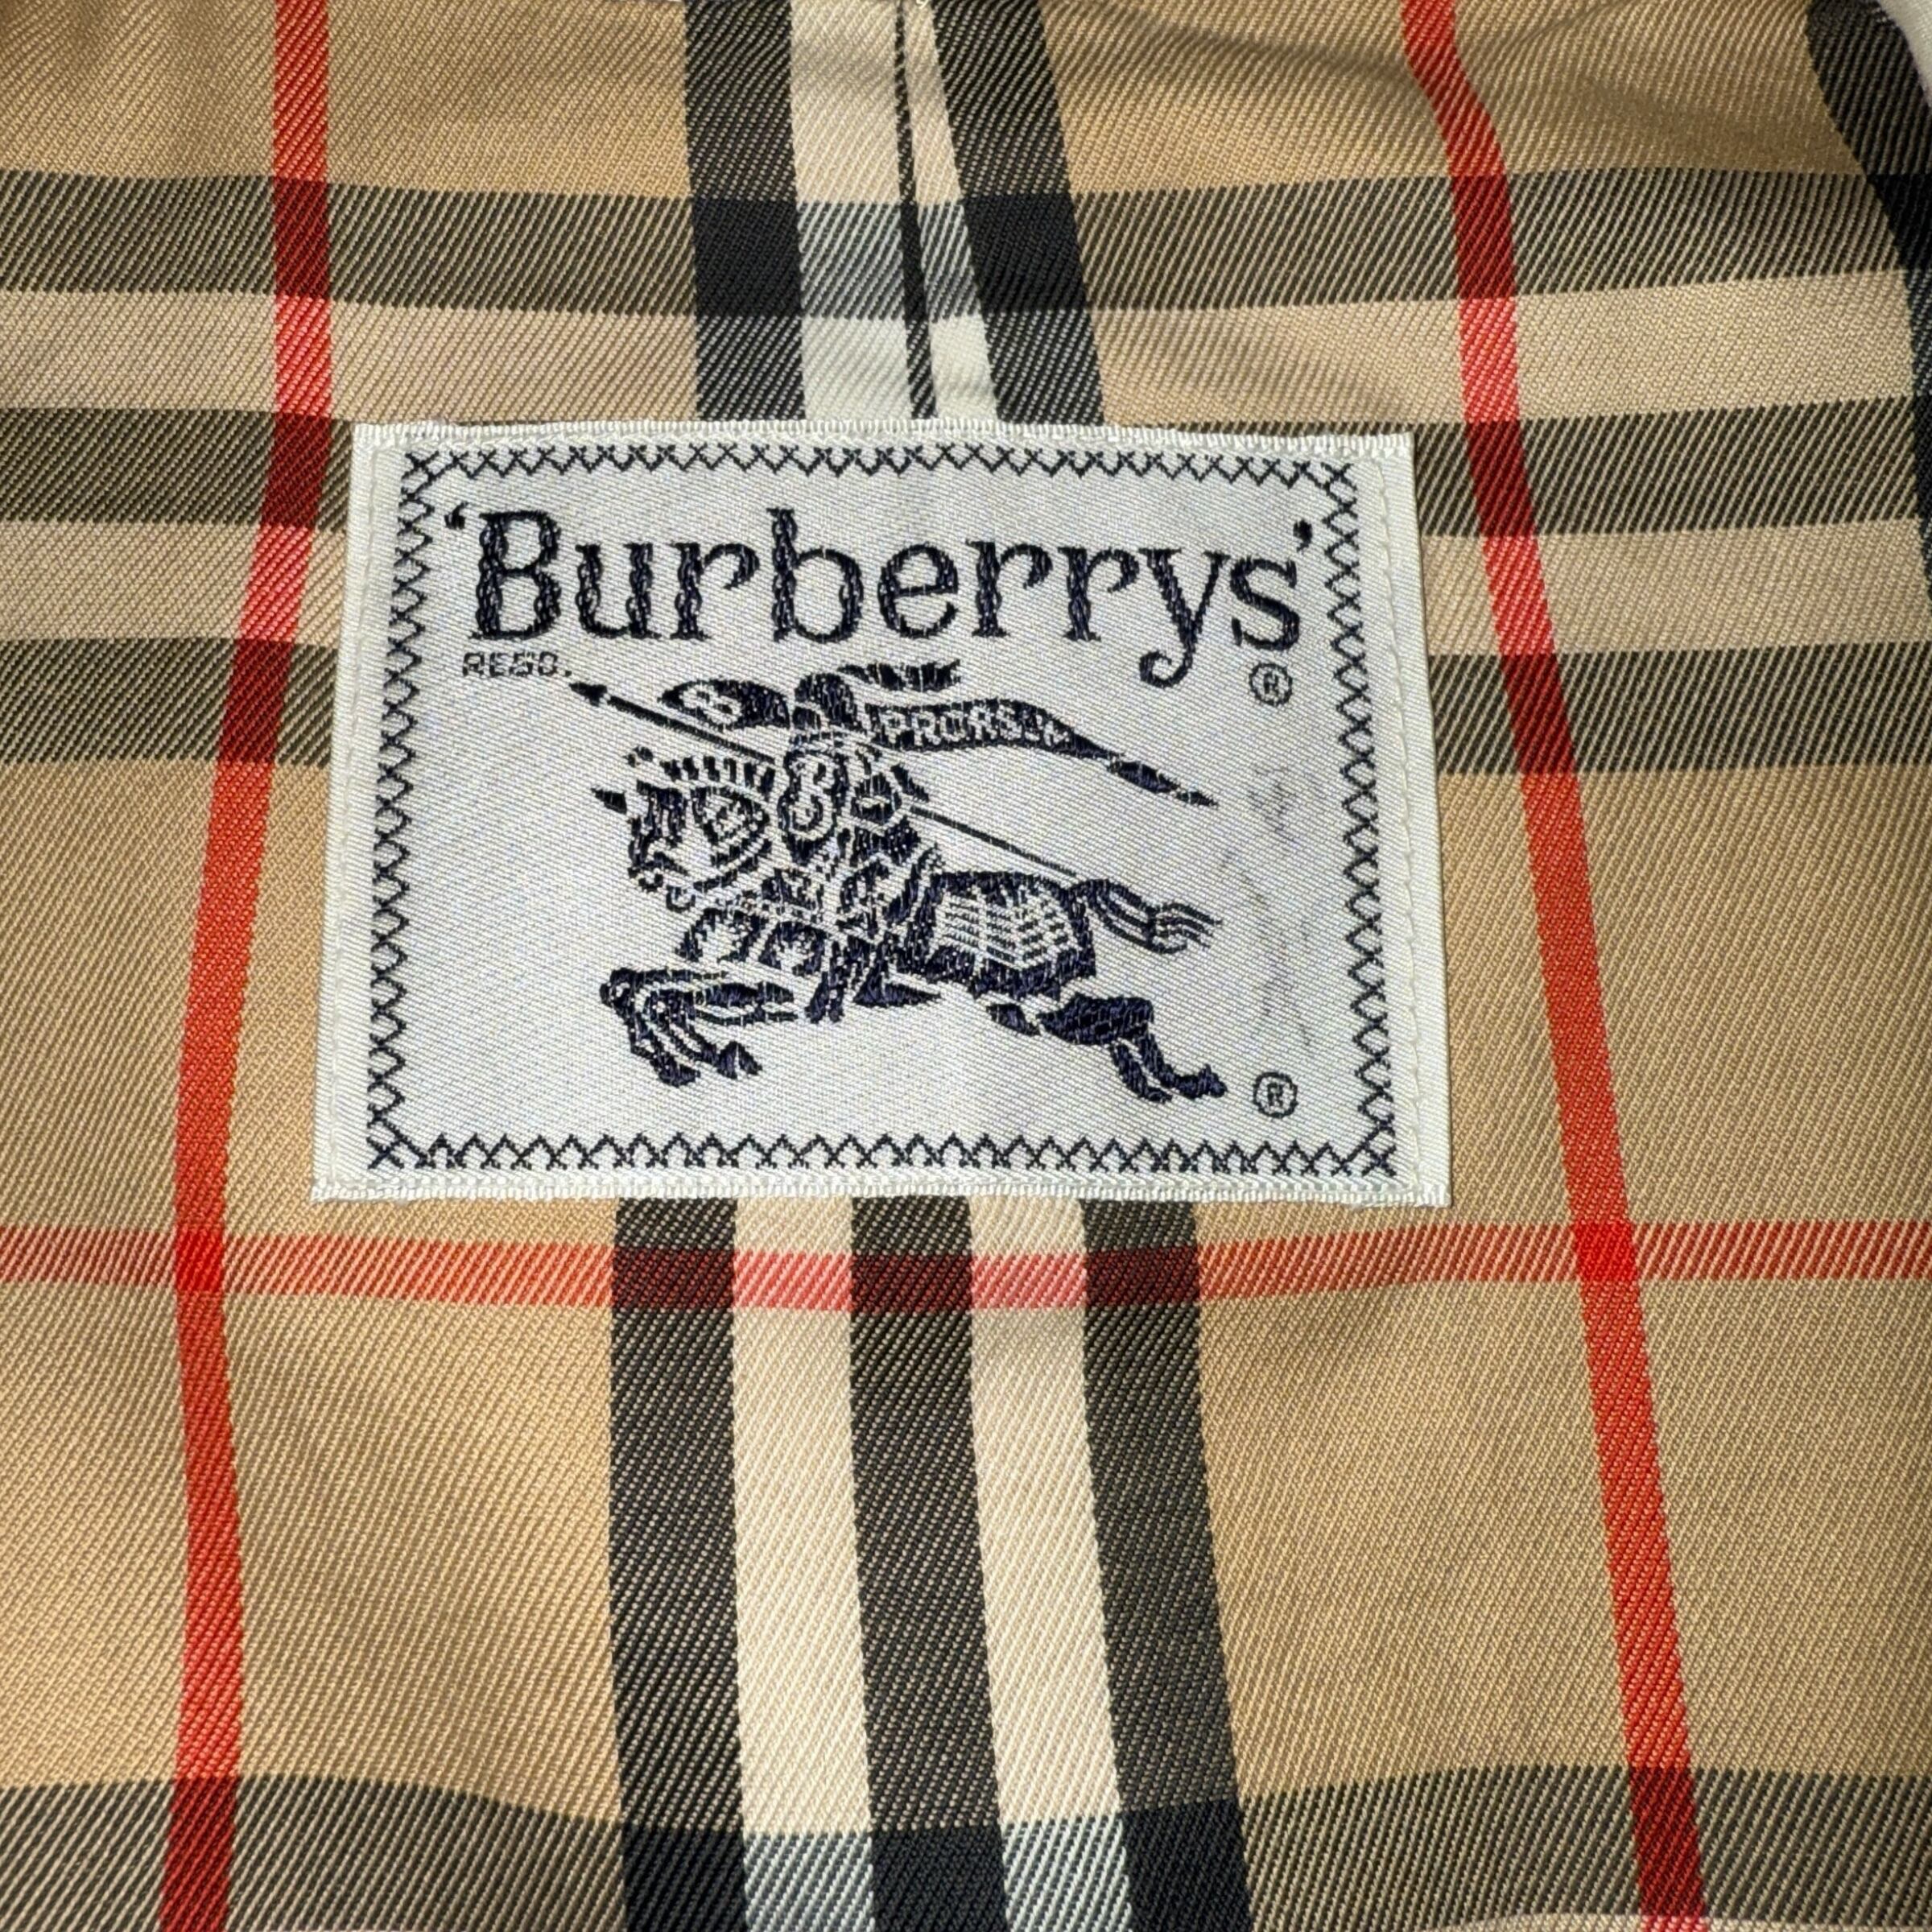 'Burberrys'
REGD. ®
PRORSUM
®